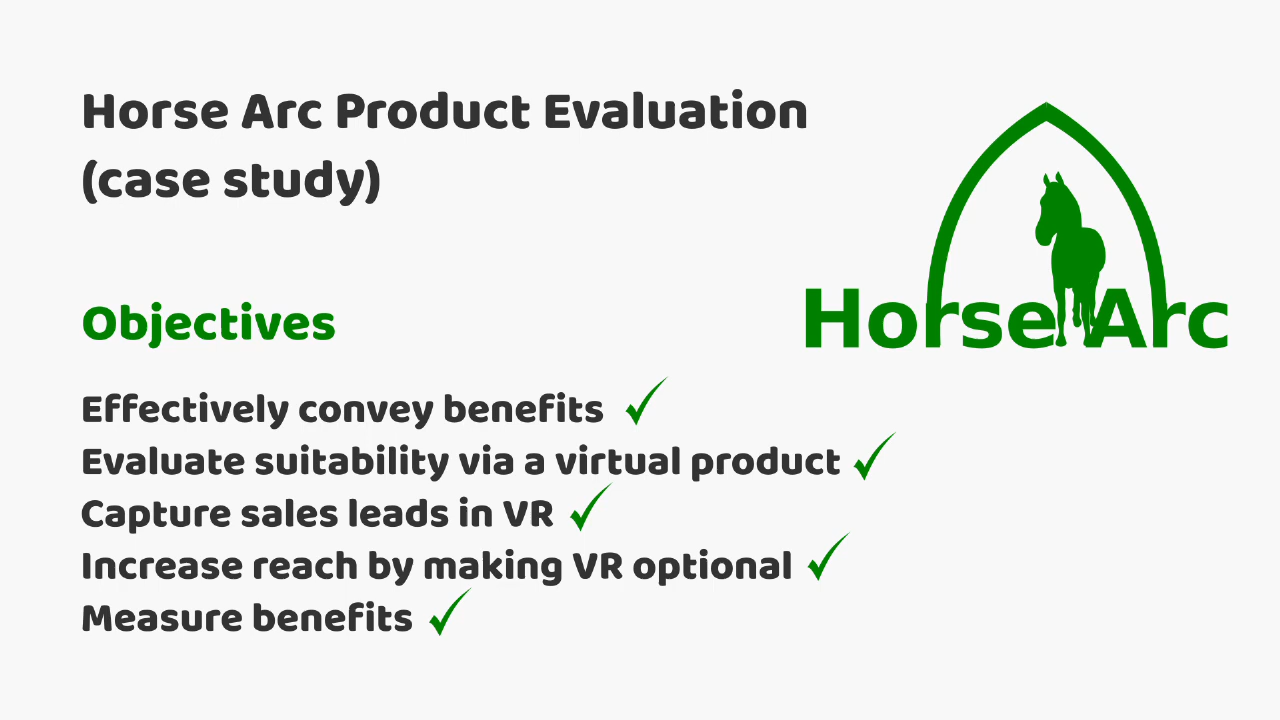 Horse Arc Product Evaluation
(case study)
Horse Arc
Objectives
Effectively convey benefits ✓
Evaluate suitability via a virtual product ✓
Capture sales leads in VR ✓
Increase reach by making VR optional ✓
Measure benefits ✓